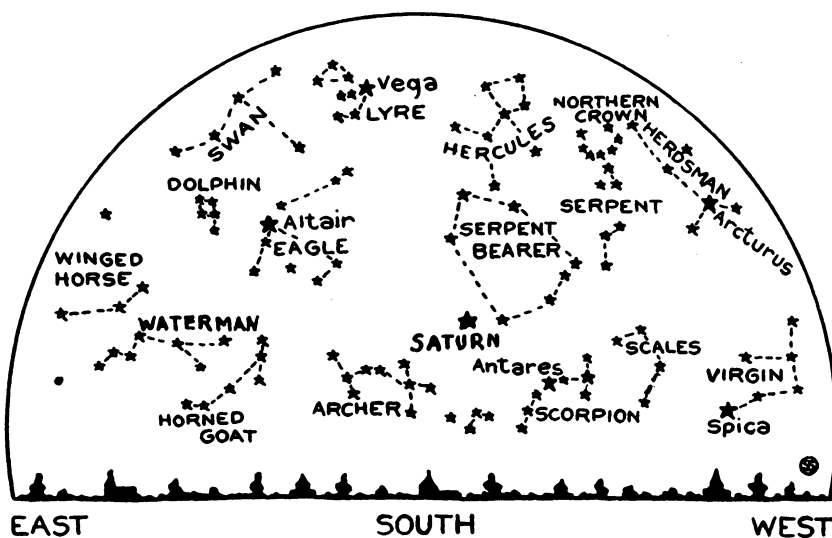 Vega
LYRE
SWAN
HERCULES
NORTHERN
CROWN
HERDSMAN
Arcturus
DOLPHIN
Altair
EAGLE
SERPENT
BEARER
SERPENT
WINGED
HORSE
WATERMAN
SATURN
Antares
SCALES
VIRGIN
HORNED
GOAT
ARCHER
SCORPION
Spica
EAST
SOUTH
WEST